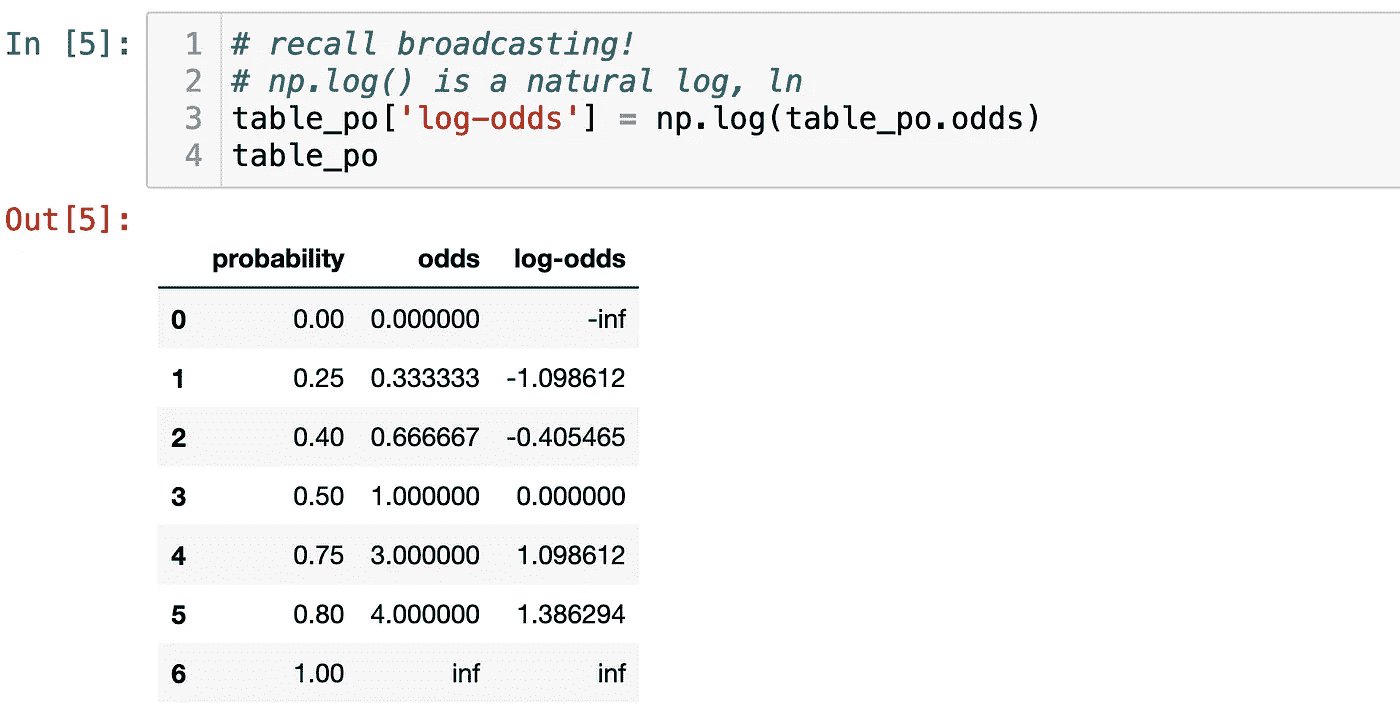 In [5]:
1 # recall broadcasting!
2 # np.log() is a natural log, ln
3 table_po['log-odds'] = np.log(table_po.odds)
4 table_po
Out[5]:
probability odds log-odds
0 0.00 0.000000 -inf
1 0.25 0.333333 -1.098612
2 0.40 0.666667 -0.405465
3 0.50 1.000000 0.000000
4 0.75 3.000000 1.098612
5 0.80 4.000000 1.386294
6 1.00 inf inf